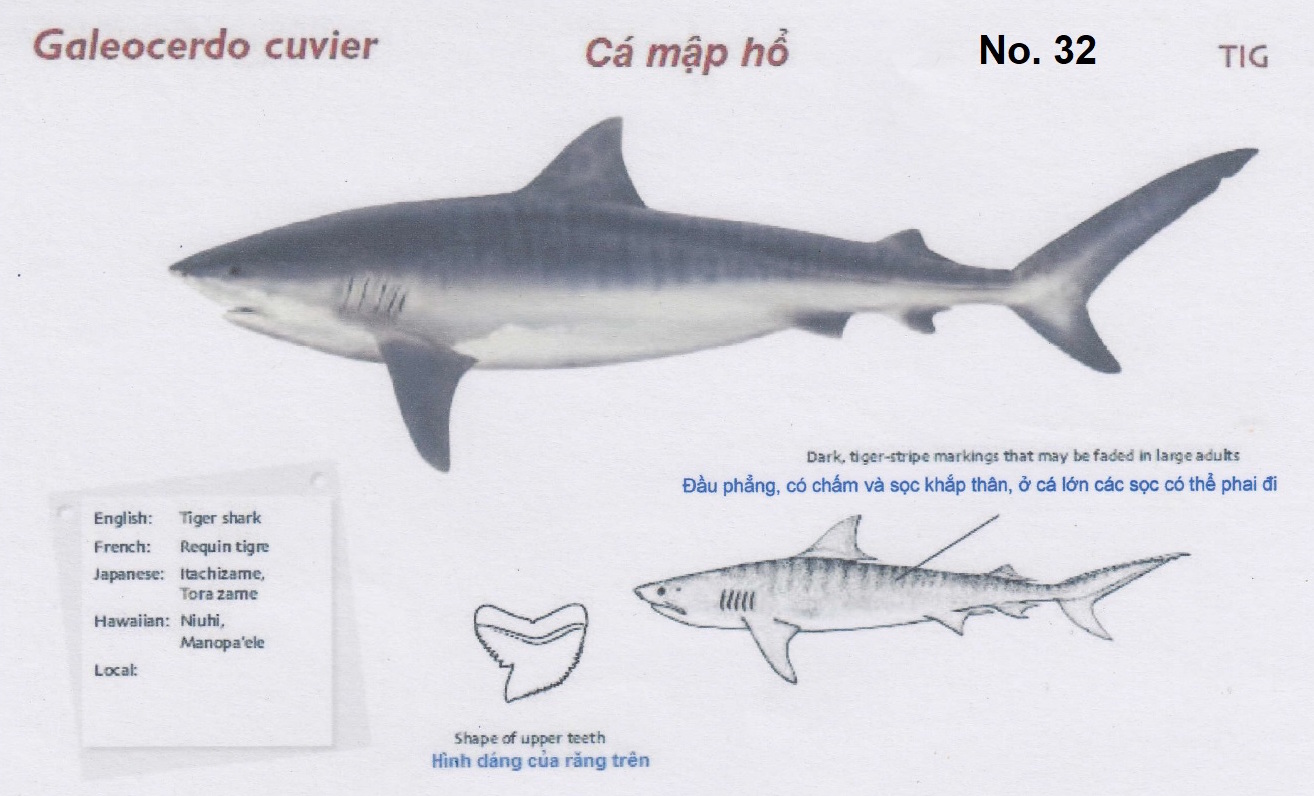 Galeocerdo cuvier
Cá mập hổ
No. 32
TIG
Dark, tiger-stripe markings that may be faded in large adults
Đầu phẳng, có chấm và sọc khắp thân, ở cá lớn các sọc có thể phai đi
English: Tiger shark
French: Requin tigre
Japanese: Itachizame,
Tora zame
Hawaiian: Niuhi,
Manopa'ele
Local:
Shape of upper teeth
Hình dáng của răng trên